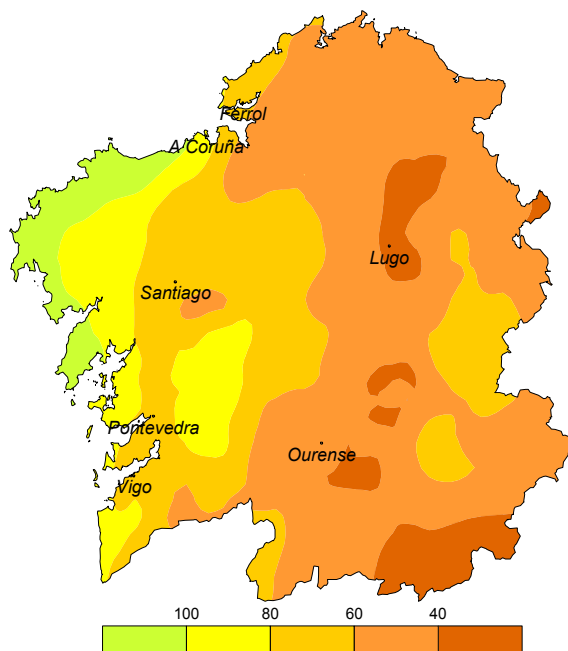 Ferrol
A Coruña
Lugo
Santiago
Pontevedra
Ourense
Vigo
100 80 60 40